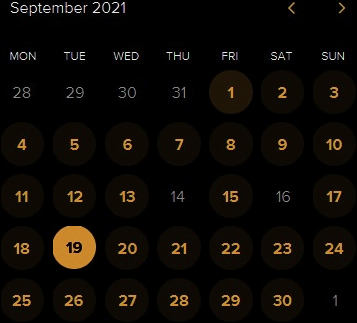 September 2021
MON TUE WED THU FRI SAT SUN
28 29 30 31 1 2 3
4 5 6 7 8 9 10
11 12 13 14 15 16 17
18 19 20 21 22 23 24
25 26 27 28 29 30 1